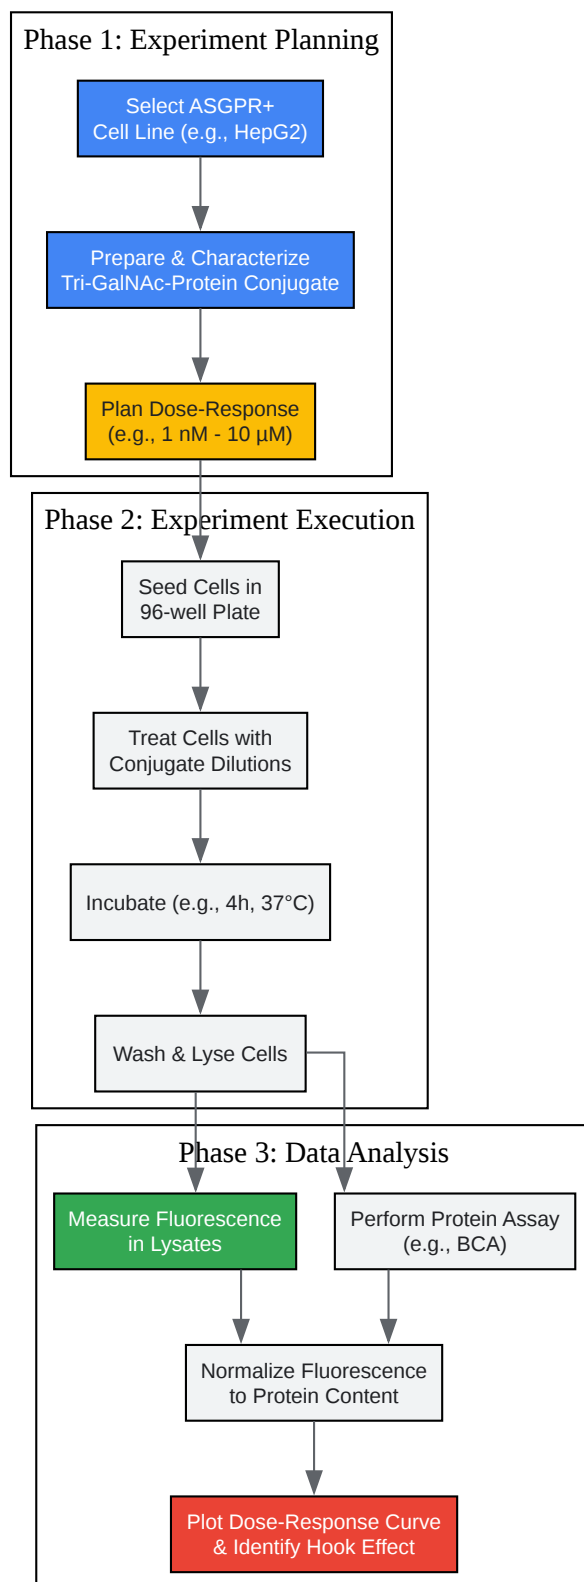 Phase 1: Experiment Planning
Select ASGPR+
Cell Line (e.g., HepG2)
Prepare & Characterize
Tri-GalNAc-Protein Conjugate
Plan Dose-Response
(e.g., 1 nM - 10 µM)
Phase 2: Experiment Execution
Seed Cells in
96-well Plate
Treat Cells with
Conjugate Dilutions
Incubate (e.g., 4h, 37°C)
Wash & Lyse Cells
Phase 3: Data Analysis
Measure Fluorescence
in Lysates
Perform Protein Assay
(e.g., BCA)
Normalize Fluorescence
to Protein Content
Plot Dose-Response Curve
& Identify Hook Effect